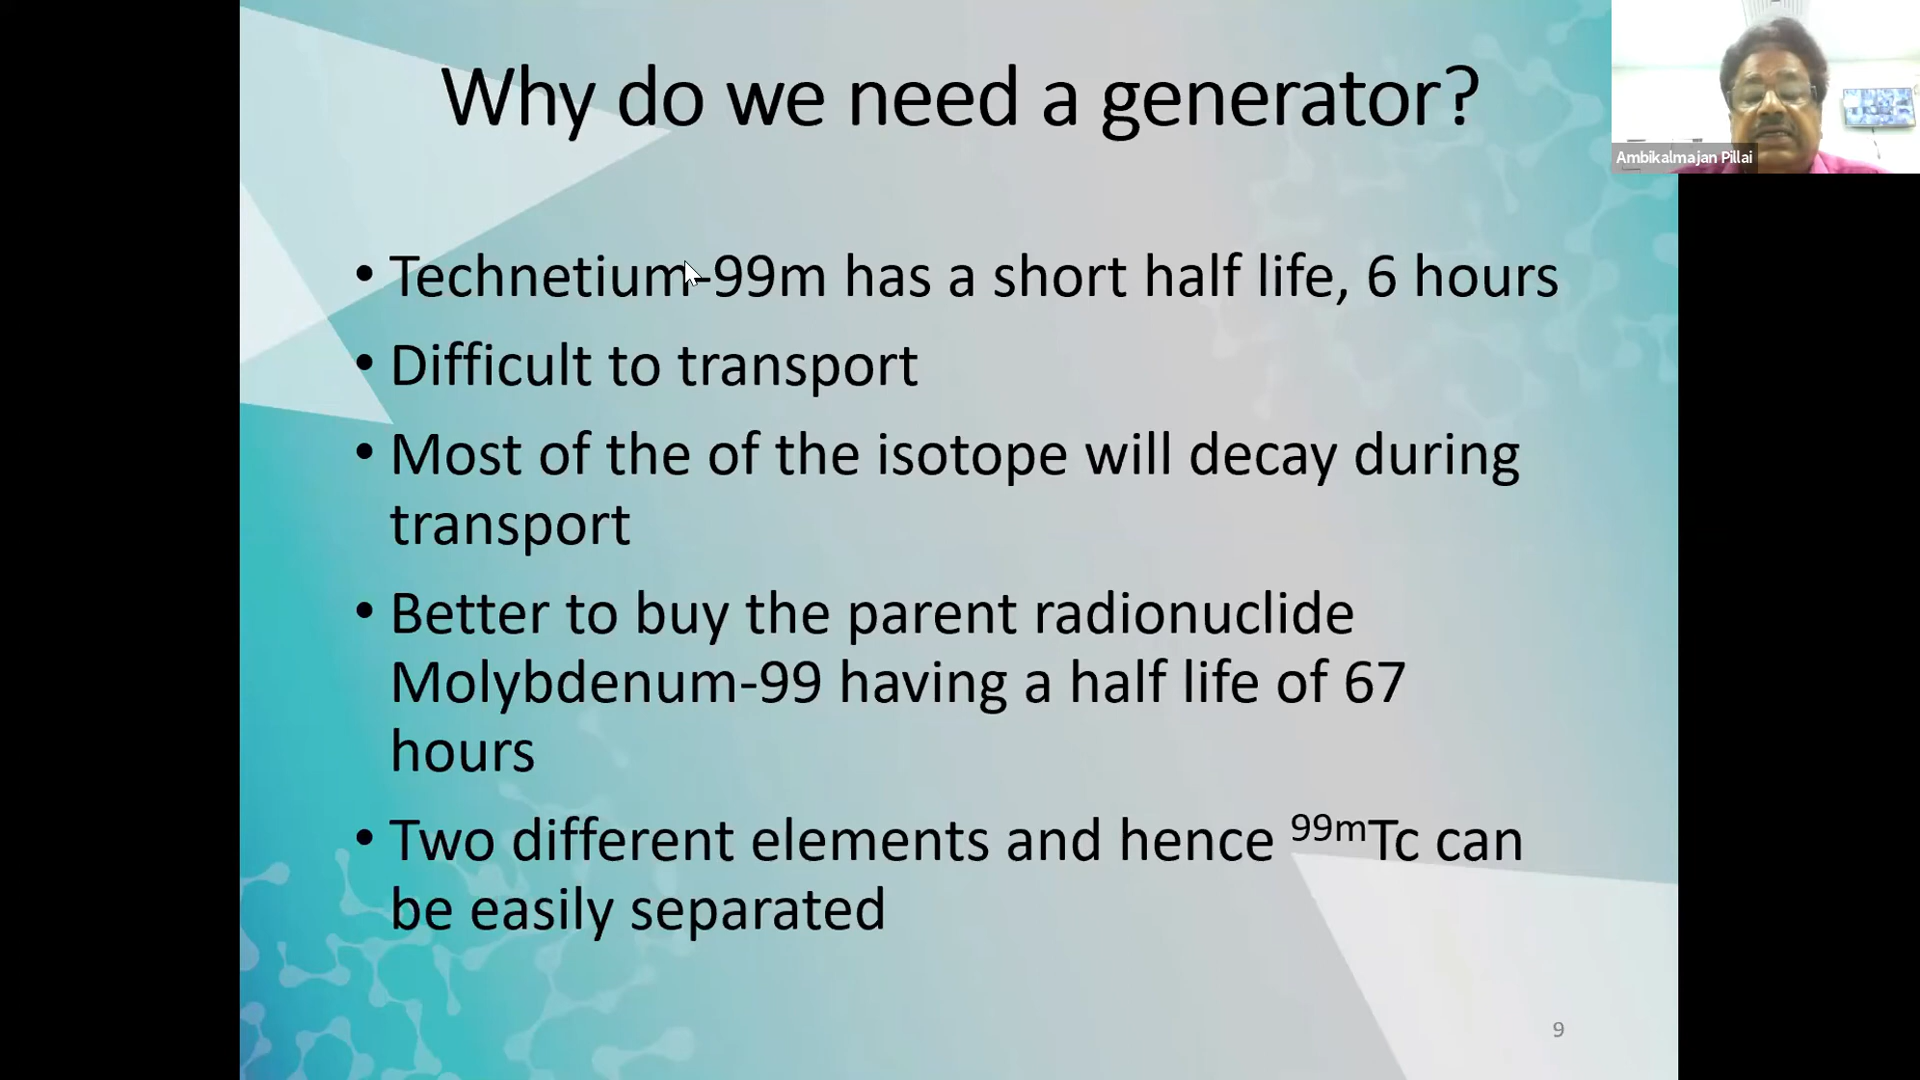 Why do we need a generator?
Ambikalmajan Pillai
• Technetium-99m has a short half life, 6 hours
• Difficult to transport
• Most of the of the isotope will decay during
transport
• Better to buy the parent radionuclide
Molybdenum-99 having a half life of 67
hours
• Two different elements and hence ⁹⁹ᵐTc can
be easily separated
9